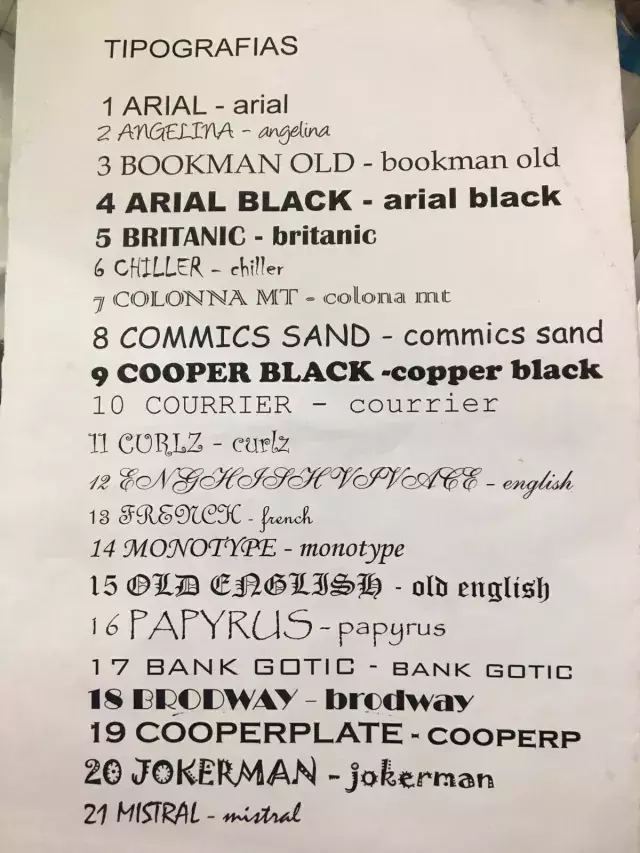 TIPOGRAFIAS
1 ARIAL - arial
2 ANGELINA - angelina
3 BOOKMAN OLD - bookman old
4 ARIAL BLACK - arial black
5 BRITANIC - britanic
6 CHILLER - chiller
7 COLONNA MT - colona mt
8 COMMICS SAND - commics sand
9 COOPER BLACK -copper black
10 COURRIER - courrier
11 CURLZ - curlz
12 ENGHISH VIVACE - english
13 FRENCH - french
14 MONOTYPE - monotype
15 OLD ENGLISH - old english
16 PAPYRUS - papyrus
17 BANK GOTIC - BANK GOTIC
18 BRODWAY - brodway
19 COOPERPLATE - COOPERP
20 JOKERMAN - jokerman
21 MISTRAL - mistral